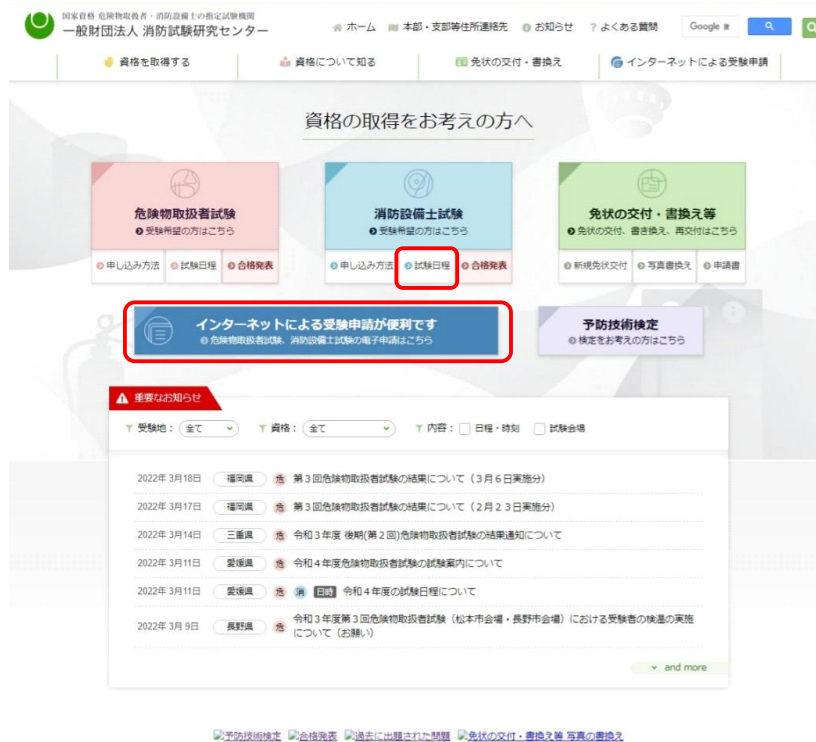 国家資格 危険物取扱者・消防設備士の指定試験機関
一般財団法人 消防試験研究センター
ホーム 本部・支部等住所連絡先 お知らせ ? よくある質問 Google
資格を取得する 資格について知る 免状の交付・書換え インターネットによる受験申請
資格の取得をお考えの方へ
危険物取扱者試験
受験希望の方はこちら
申し込み方法 試験日程 合格発表
消防設備士試験
受験希望の方はこちら
申し込み方法 試験日程 合格発表
免状の交付・書換え等
免状の交付、書き換え、再交付はこちら
新規免状交付 写真書換え 申請書
インターネットによる受験申請が便利です
危険物取扱者試験、消防設備士試験の電子申請はこちら
予防技術検定
検定をお考えの方はこちら
重要なお知らせ
受験地： 全て 資格： 全て 内容： 日程・時刻 試験会場
2022年 3月18日 福岡県 危 第３回危険物取扱者試験の結果について（３月６日実施分）
2022年 3月17日 福岡県 危 第３回危険物取扱者試験の結果について（２月２３日実施分）
2022年 3月14日 三重県 危 令和３年度 後期(第２回)危険物取扱者試験の結果通知について
2022年 3月11日 愛媛県 危 令和４年度危険物取扱者試験の試験案内について
2022年 3月11日 愛媛県 危 消 日時 令和４年度の試験日程について
2022年 3月 9日 長野県 危 令和３年度第３回危険物取扱者試験（松本市会場・長野市会場）における受験者の検温の実施
について（お願い）
and more
予防技術検定 合格発表 過去に出題された問題 免状の交付・書換え等 写真の書換え